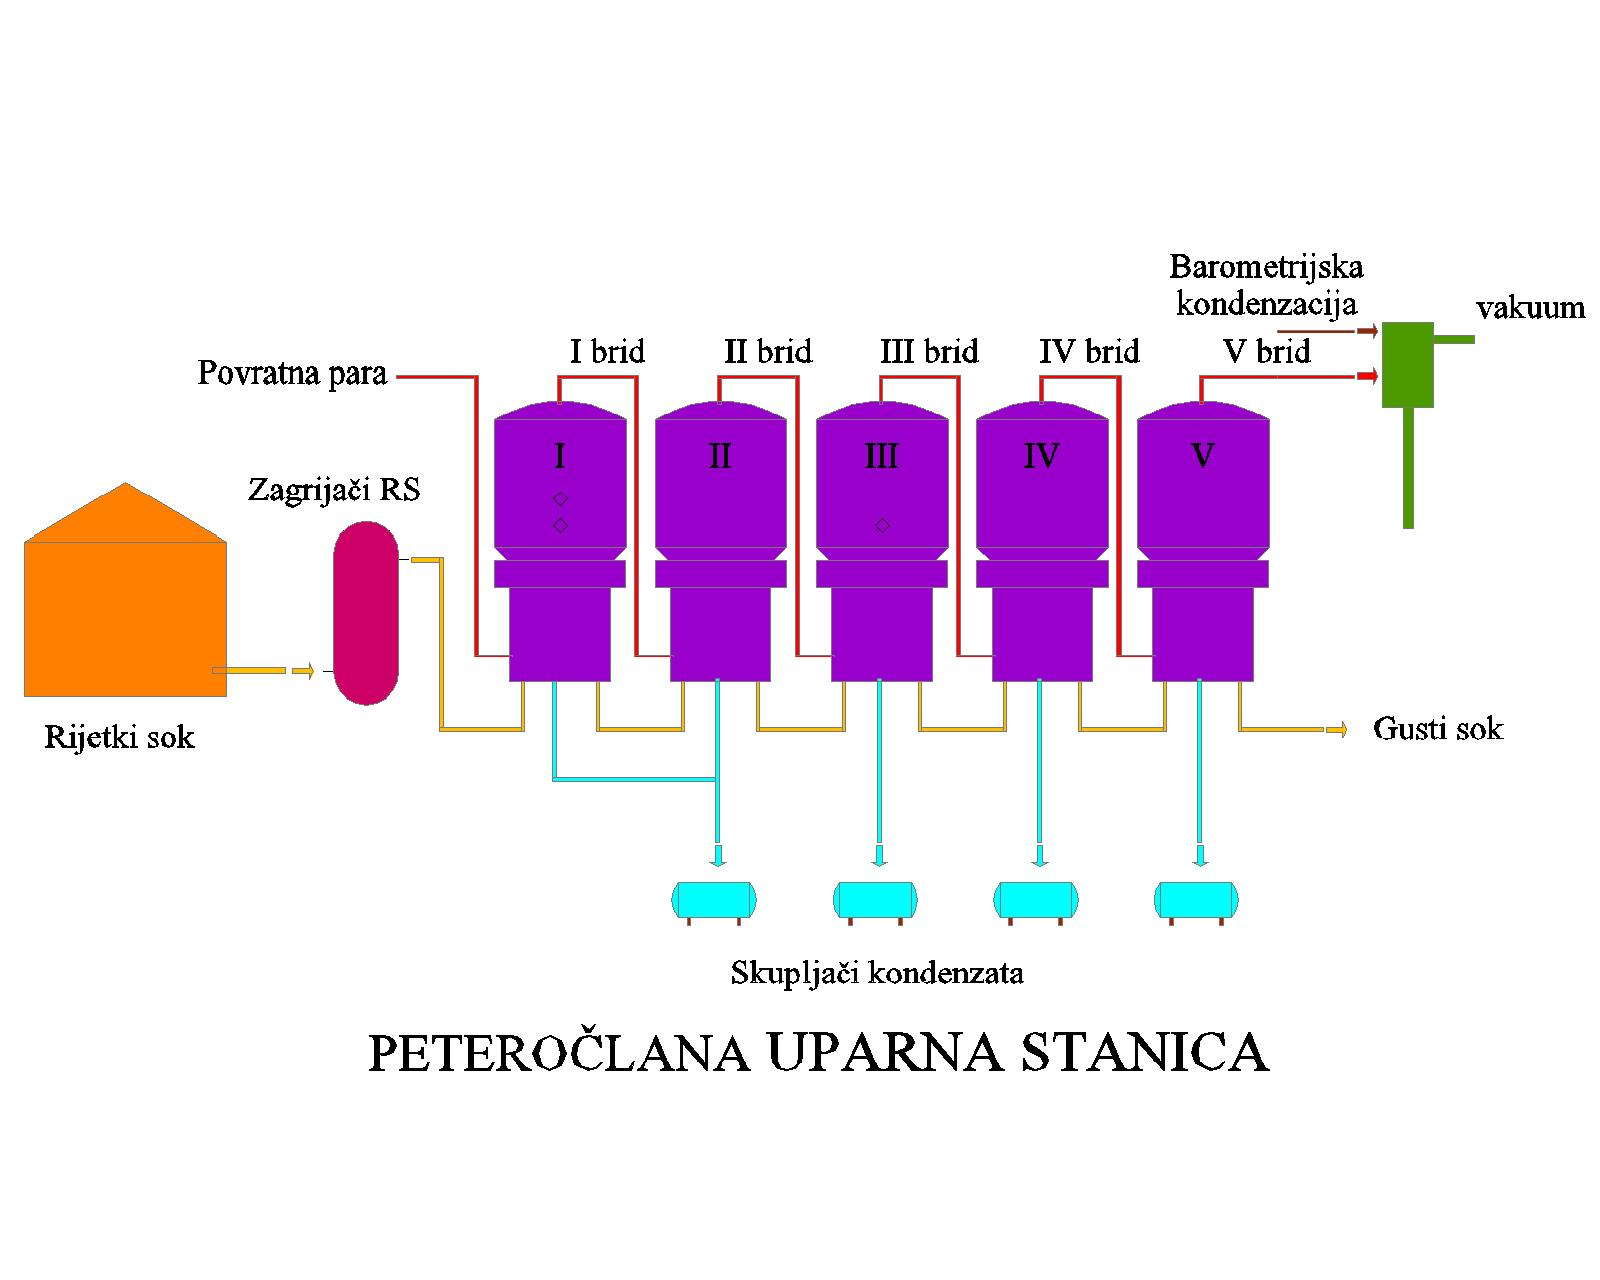 Barometrijska
kondenzacija
vakuum
I brid
II brid
III brid
IV brid
V brid
Povratna para
I
II
III
IV
V
Zagrijači RS
Rijetki sok
Gusti sok
Skupljači kondenzata
PETEROČLANA UPARNA STANICA